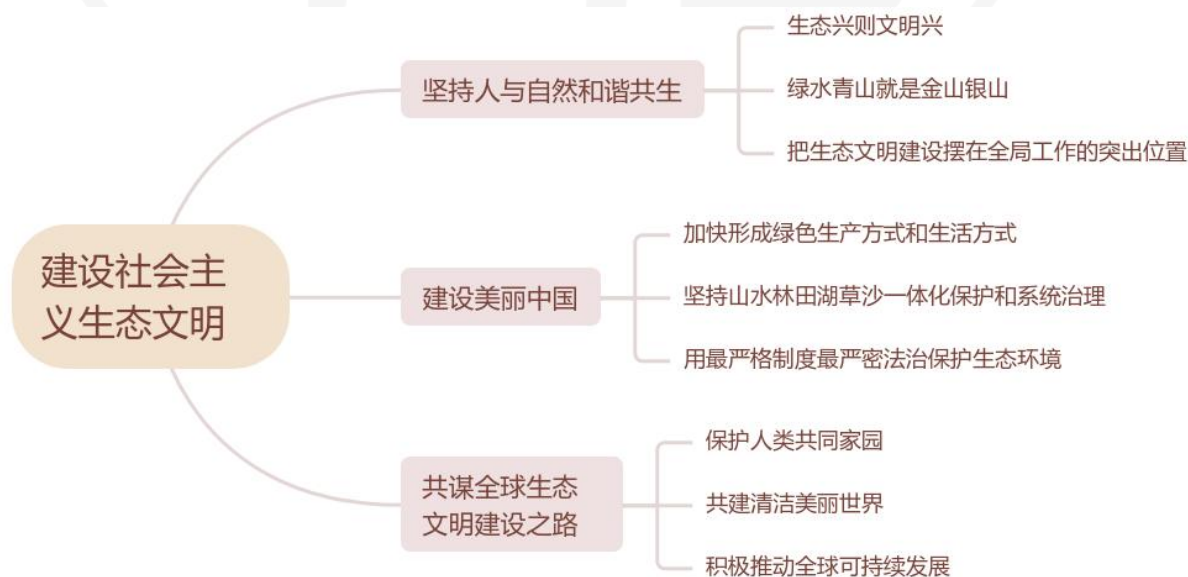 建设社会主
义生态文明
坚持人与自然和谐共生
生态兴则文明兴
绿水青山就是金山银山
把生态文明建设摆在全局工作的突出位置
建设美丽中国
加快形成绿色生产方式和生活方式
坚持山水林田湖草沙一体化保护和系统治理
用最严格制度最严密法治保护生态环境
共谋全球生态
文明建设之路
保护人类共同家园
共建清洁美丽世界
积极推动全球可持续发展